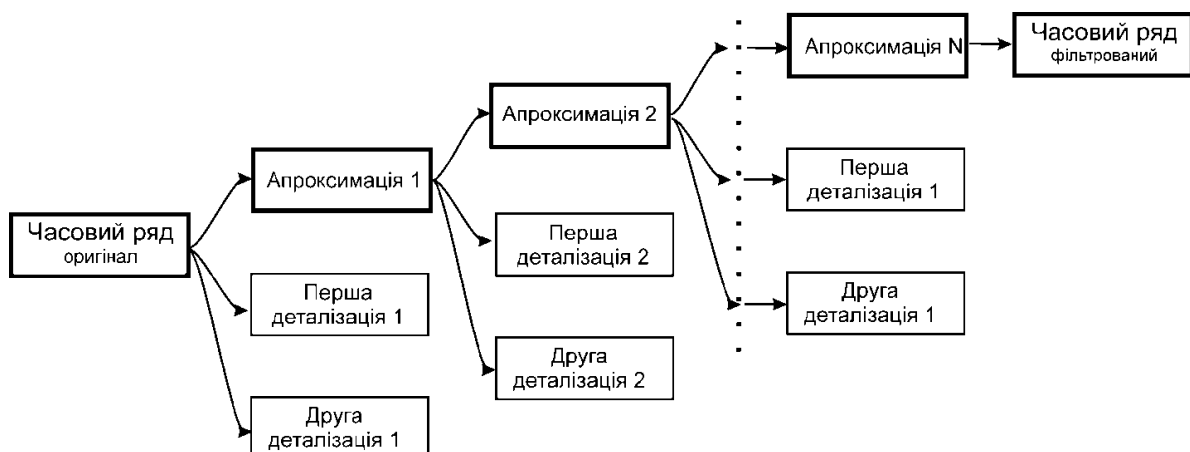 Часовий ряд
оригінал
Апроксимація 1
Перша
деталізація 1
Друга
деталізація 1
Апроксимація 2
Перша
деталізація 2
Друга
деталізація 2
Апроксимація N
Перша
деталізація 1
Друга
деталізація 1
Часовий ряд
фільтрований